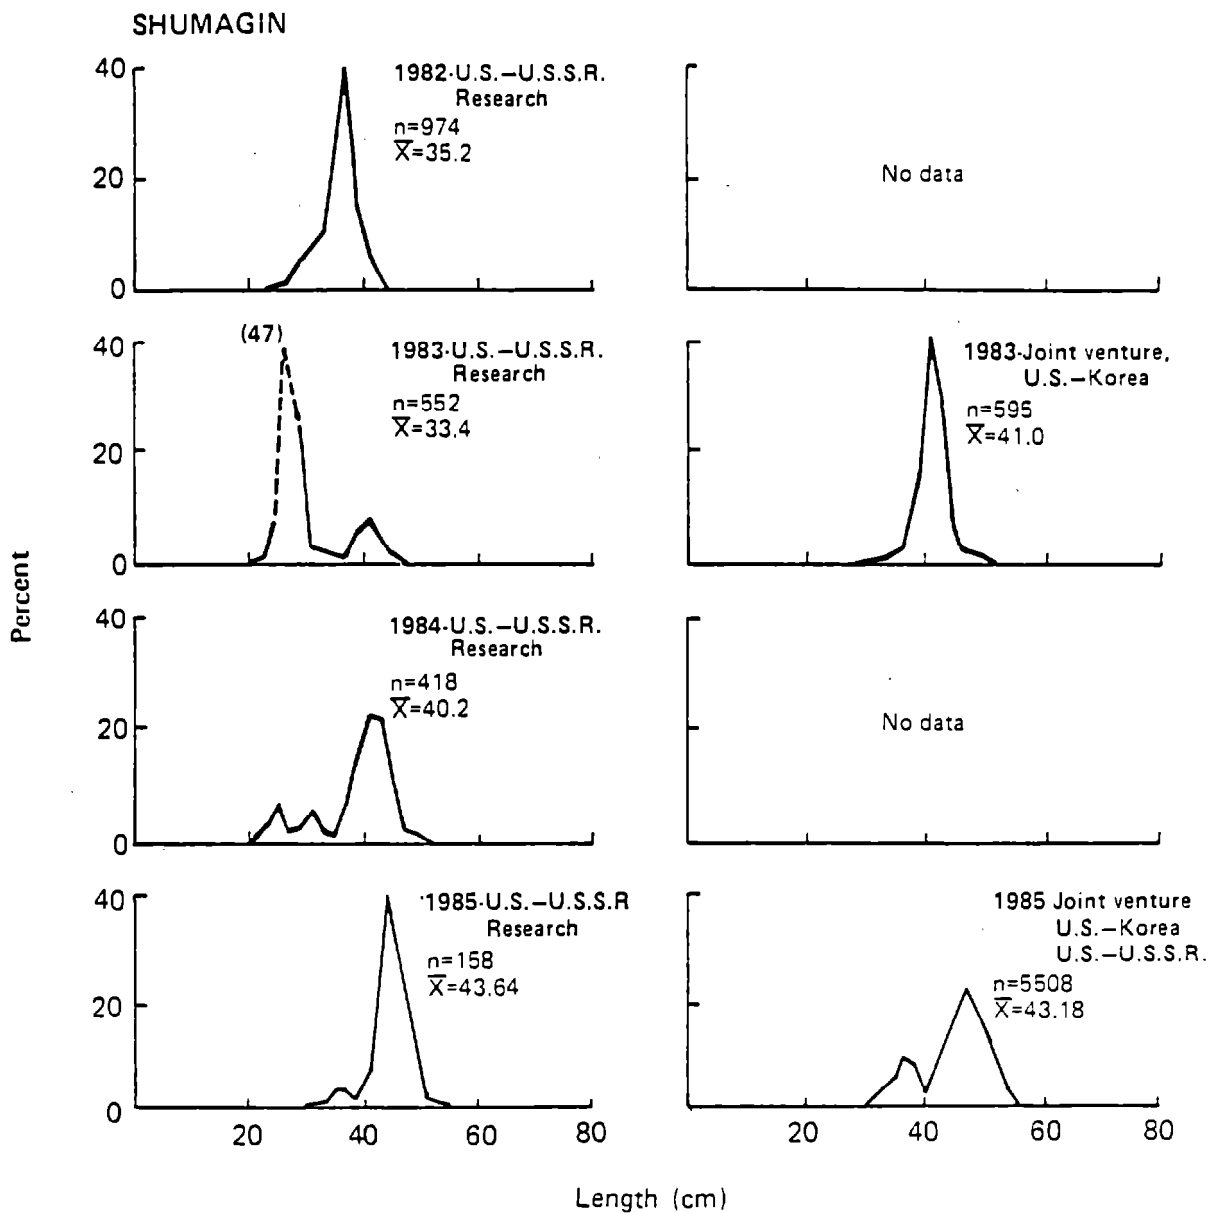 SHUMAGIN
40
20
0
1982-U.S.–U.S.S.R.
Research
n=974
X̅=35.2
No data
(47)
40
20
0
1983-U.S.–U.S.S.R.
Research
n=552
X̅=33.4
1983-Joint venture,
U.S.–Korea
n=595
X̅=41.0
Percent
40
20
0
1984-U.S.–U.S.S.R.
Research
n=418
X̅=40.2
No data
40
20
0
1985-U.S.–U.S.S.R
Research
n=158
X̅=43.64
1985 Joint venture
U.S.–Korea
U.S.–U.S.S.R.
n=5508
X̅=43.18
20 40 60 80
20 40 60 80
Length (cm)